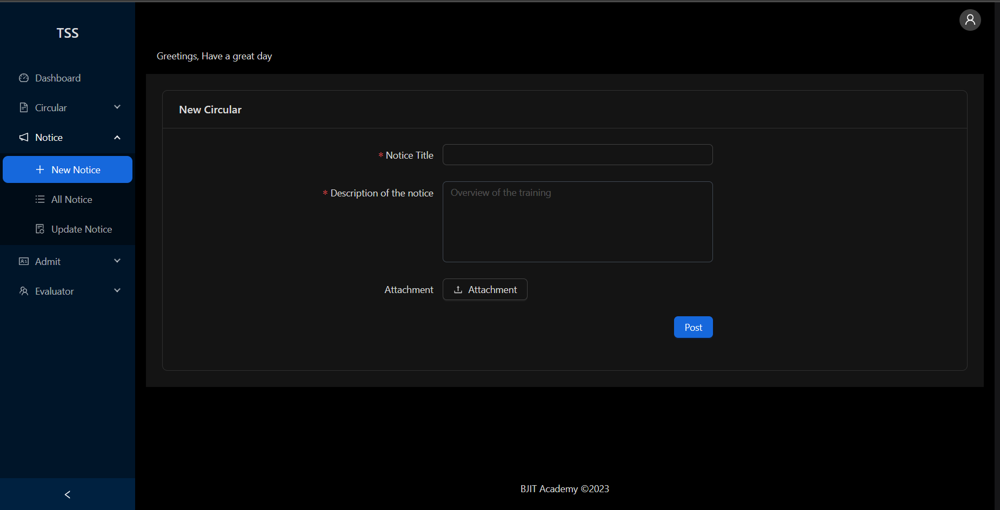 TSS
Dashboard
Circular
Notice
New Notice
All Notice
Update Notice
Admit
Evaluator
Greetings, Have a great day
New Circular
* Notice Title
* Description of the notice
Overview of the training
Attachment
Attachment
Post
BJIT Academy ©2023